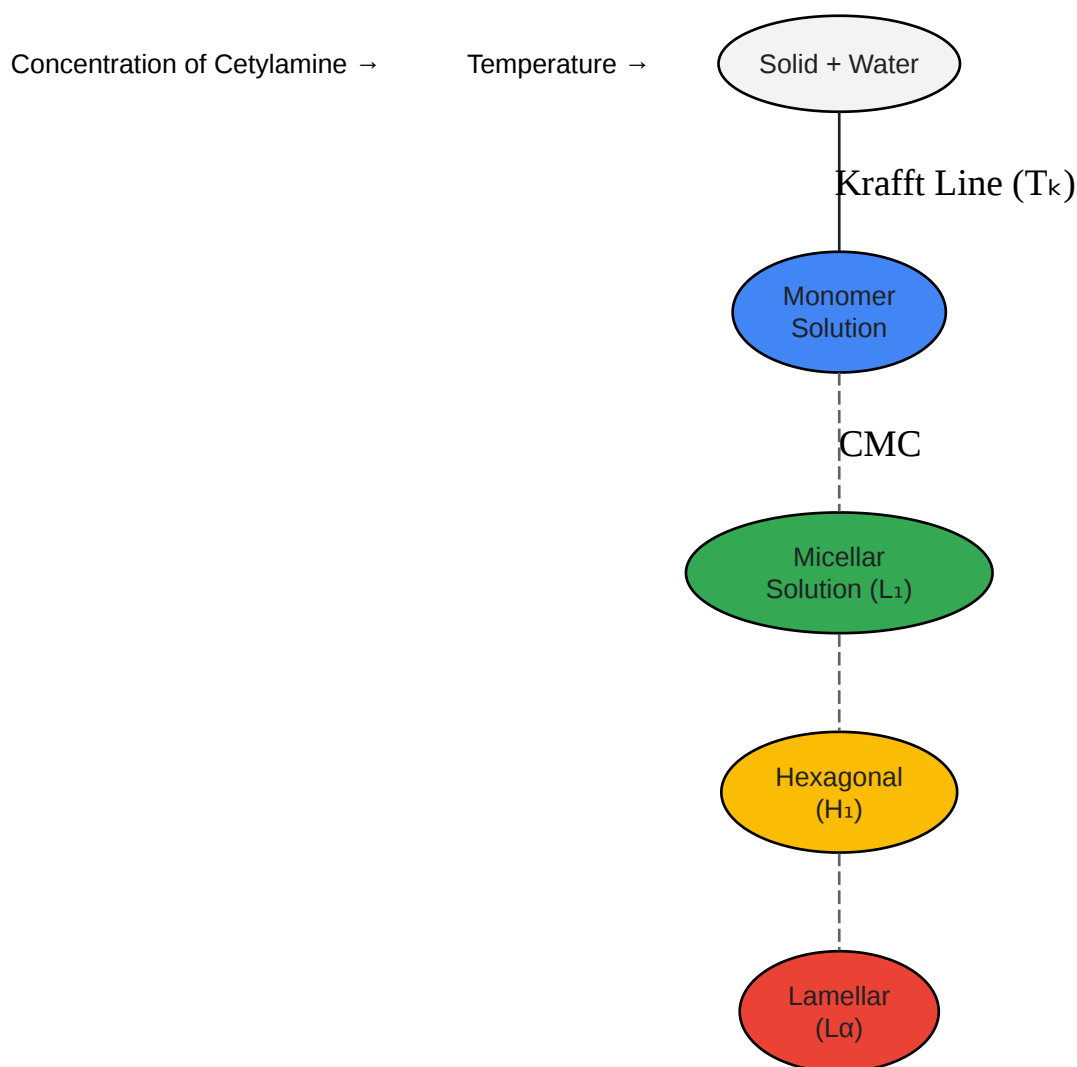 Concentration of Cetylamine →
Temperature →
Solid + Water
Krafft Line (Tₖ)
Monomer
Solution
CMC
Micellar
Solution (L₁)
Hexagonal
(H₁)
Lamellar
(Lα)